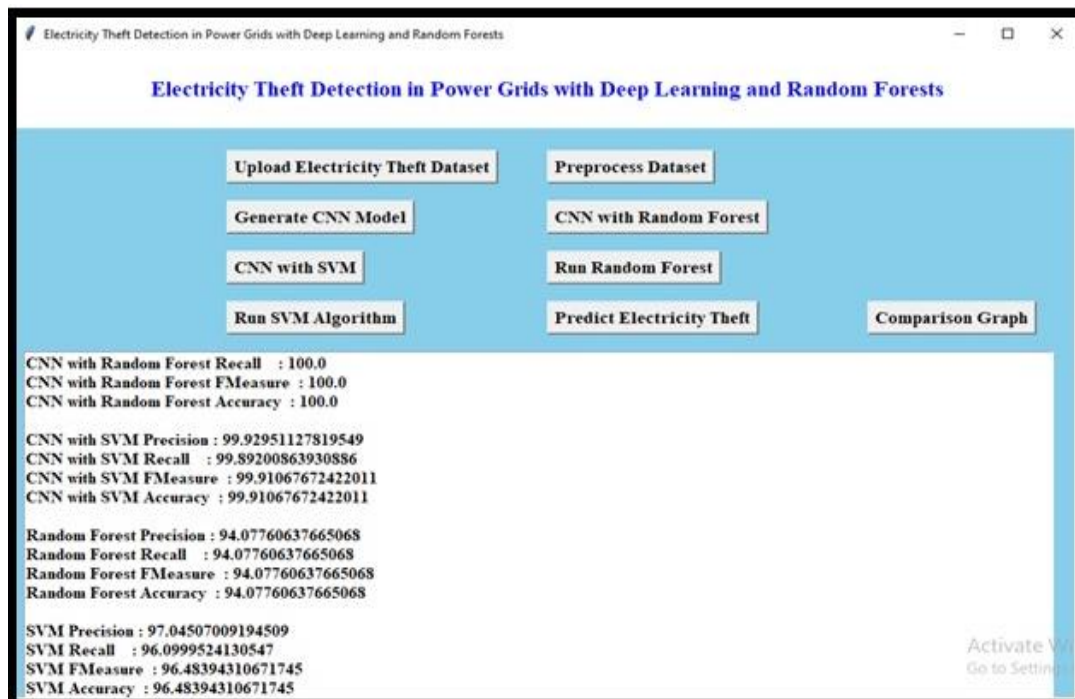 Electricity Theft Detection in Power Grids with Deep Learning and Random Forests
Electricity Theft Detection in Power Grids with Deep Learning and Random Forests
Upload Electricity Theft Dataset
Preprocess Dataset
Generate CNN Model
CNN with Random Forest
CNN with SVM
Run Random Forest
Run SVM Algorithm
Predict Electricity Theft
Comparison Graph
CNN with Random Forest Recall : 100.0
CNN with Random Forest FMeasure : 100.0
CNN with Random Forest Accuracy : 100.0
CNN with SVM Precision : 99.92951127819549
CNN with SVM Recall : 99.89200863930886
CNN with SVM FMeasure : 99.91067672422011
CNN with SVM Accuracy : 99.91067672422011
Random Forest Precision : 94.07760637665068
Random Forest Recall : 94.07760637665068
Random Forest FMeasure : 94.07760637665068
Random Forest Accuracy : 94.07760637665068
SVM Precision : 97.04507009194509
SVM Recall : 96.0999524130547
SVM FMeasure : 96.48394310671745
SVM Accuracy : 96.48394310671745
Activate
Go to